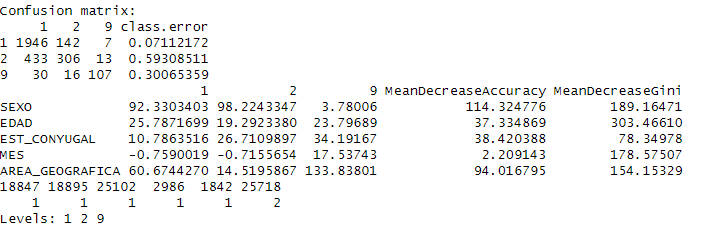 Confusion matrix:
1 2 9 class.error
1 1946 142 7 0.07112172
2 433 306 13 0.59308511
9 30 16 107 0.30065359
1 2 9 MeanDecreaseAccuracy MeanDecreaseGini
SEXO 92.3303403 98.2243347 3.78006 114.324776 189.16471
EDAD 25.7871699 19.2923380 23.79689 37.334869 303.46610
EST_CONYUGAL 10.7863516 26.7109897 34.19167 38.420388 78.34978
MES -0.7590019 -0.7155654 17.53743 2.209143 178.57507
AREA_GEOGRAFICA 60.6744270 14.5195867 133.83801 94.016795 154.15329
18847 18895 25102 2986 1842 25718
1 1 1 1 1 2
Levels: 1 2 9